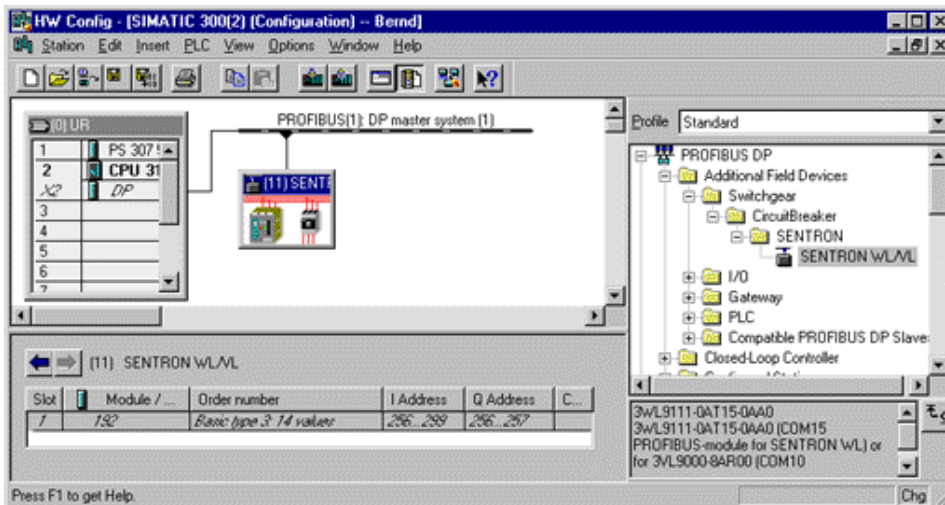 HW Config - [SIMATIC 300(2) (Configuration) -- Bernd]
Station Edit Insert PLC View Options Window Help
(0) UR
1 PS 307 5
2 CPU 31
X2 DP
3
4
5
6
7
PROFIBUS(1): DP master system (1)
(11) SENT
Profile Standard
PROFIBUS DP
Additional Field Devices
Switchgear
CircuitBreaker
SENTRON
SENTRON WL/VL
I/O
Gateway
PLC
Compatible PROFIBUS DP Slave
Closed-Loop Controller
(11) SENTRON WL/VL
Slot Module / ... Order number I Address Q Address C...
1 192 Basic type 3: 14 values 256...299 256...257
3WL9111-0AT15-0AA0
3WL9111-0AT15-0AA0 (COM15
PROFIBUS-module for SENTRON WL) or
for 3VL9000-8AR00 (COM10
Press F1 to get Help.
Chg